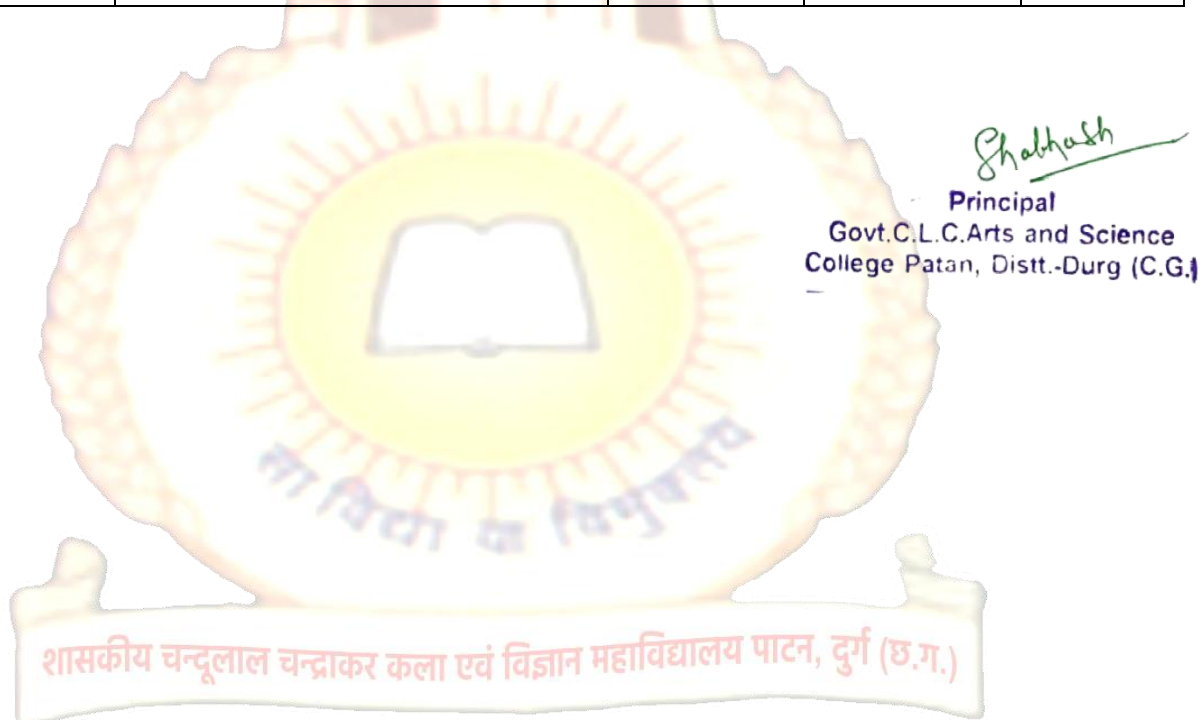 Shabhash
Principal
Govt.C.L.C.Arts and Science
College Patan, Distt.-Durg (C.G.)
सा विद्या या विमुक्तये
शासकीय चन्दूलाल चन्द्राकर कला एवं विज्ञान महाविद्यालय पाटन, दुर्ग (छ.ग.)